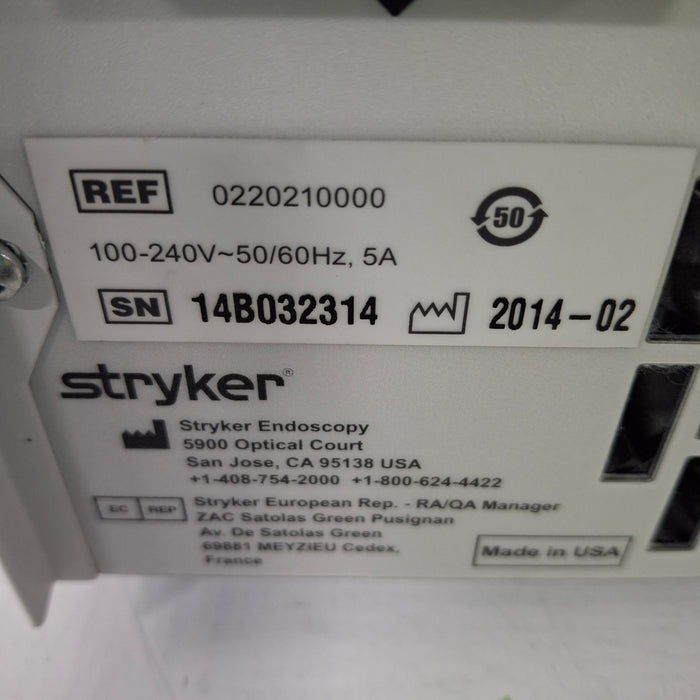 REF 0220210000
50
100-240V~50/60Hz, 5A
SN 14B032314 2014-02
stryker®
Stryker Endoscopy
5900 Optical Court
San Jose, CA 95138 USA
+1-408-754-2000 +1-800-624-4422
EC REP Stryker European Rep. - RA/QA Manager
ZAC Satolas Green Pusignan
Av. De Satolas Green
69881 MEYZIEU Cedex,
France
Made in USA